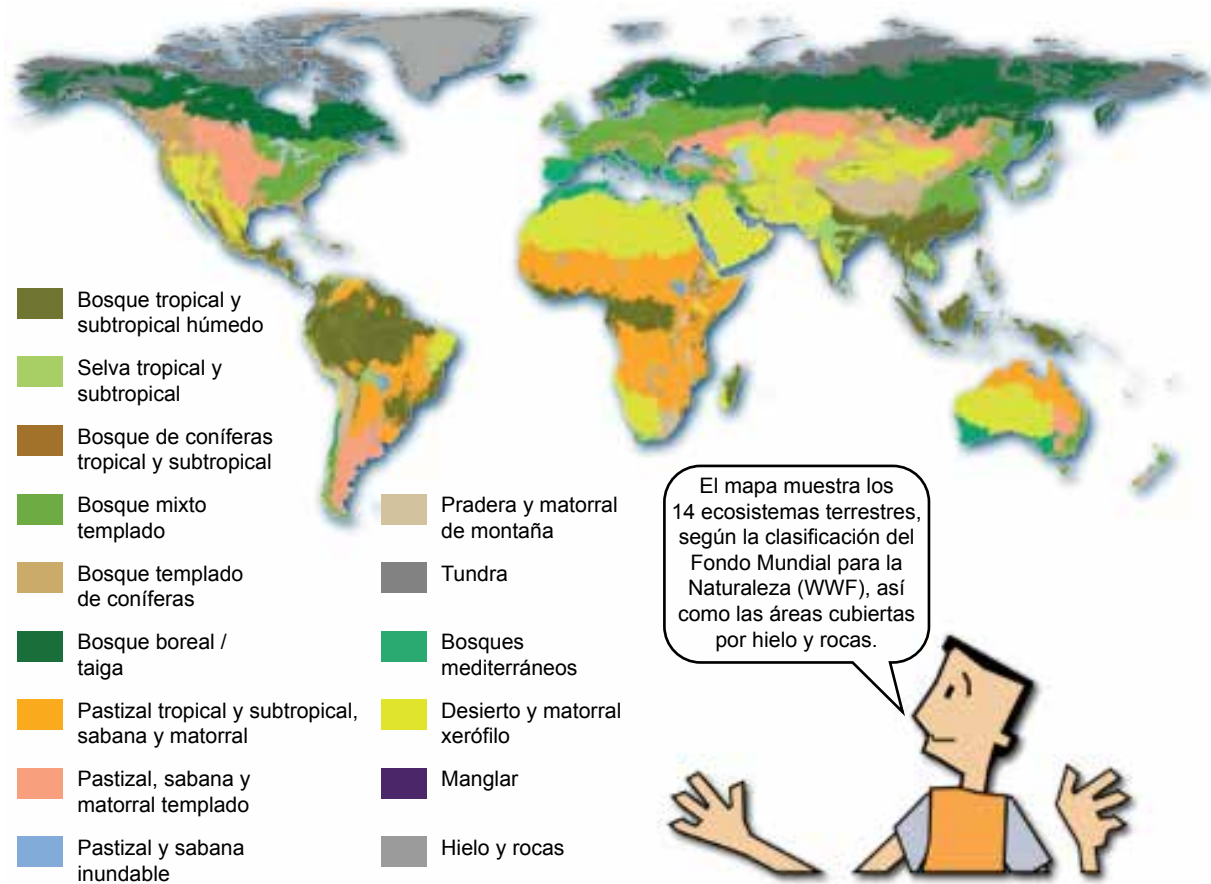 Bosque tropical y
subtropical húmedo
Selva tropical y
subtropical
Bosque de coníferas
tropical y subtropical
Bosque mixto
templado
Bosque templado
de coníferas
Bosque boreal /
taiga
Pastizal tropical y subtropical,
sabana y matorral
Pastizal, sabana y
matorral templado
Pastizal y sabana
inundable
Pradera y matorral
de montaña
Tundra
Bosques
mediterráneos
Desierto y matorral
xerófilo
Manglar
Hielo y rocas
El mapa muestra los
14 ecosistemas terrestres,
según la clasificación del
Fondo Mundial para la
Naturaleza (WWF), así
como las áreas cubiertas
por hielo y rocas.